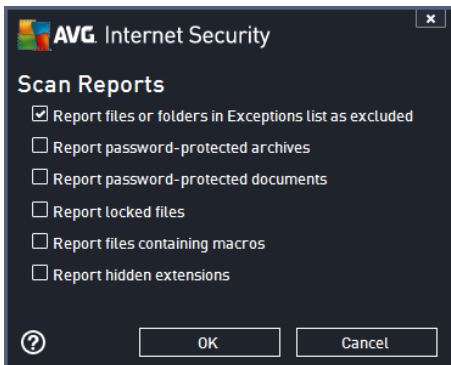 AVG. Internet Security
x
Scan Reports
Report files or folders in Exceptions list as excluded
Report password-protected archives
Report password-protected documents
Report locked files
Report files containing macros
Report hidden extensions
?
OK
Cancel